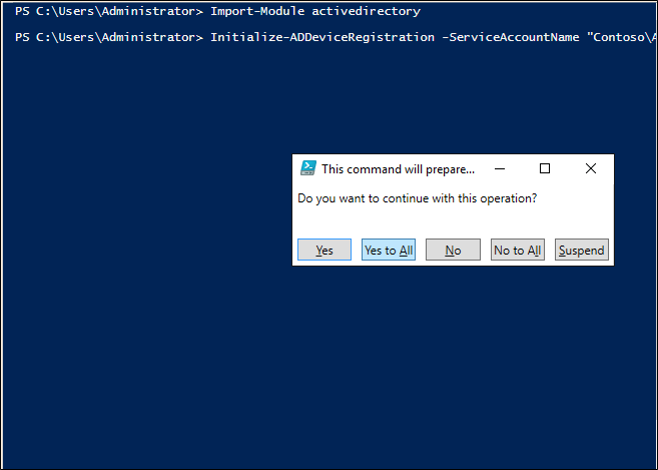 PS C:\Users\Administrator> Import-Module activedirectory
PS C:\Users\Administrator> Initialize-ADDeviceRegistration -ServiceAccountName "Contoso\A
This command will prepare...
Do you want to continue with this operation?
Yes Yes to All No No to All Suspend